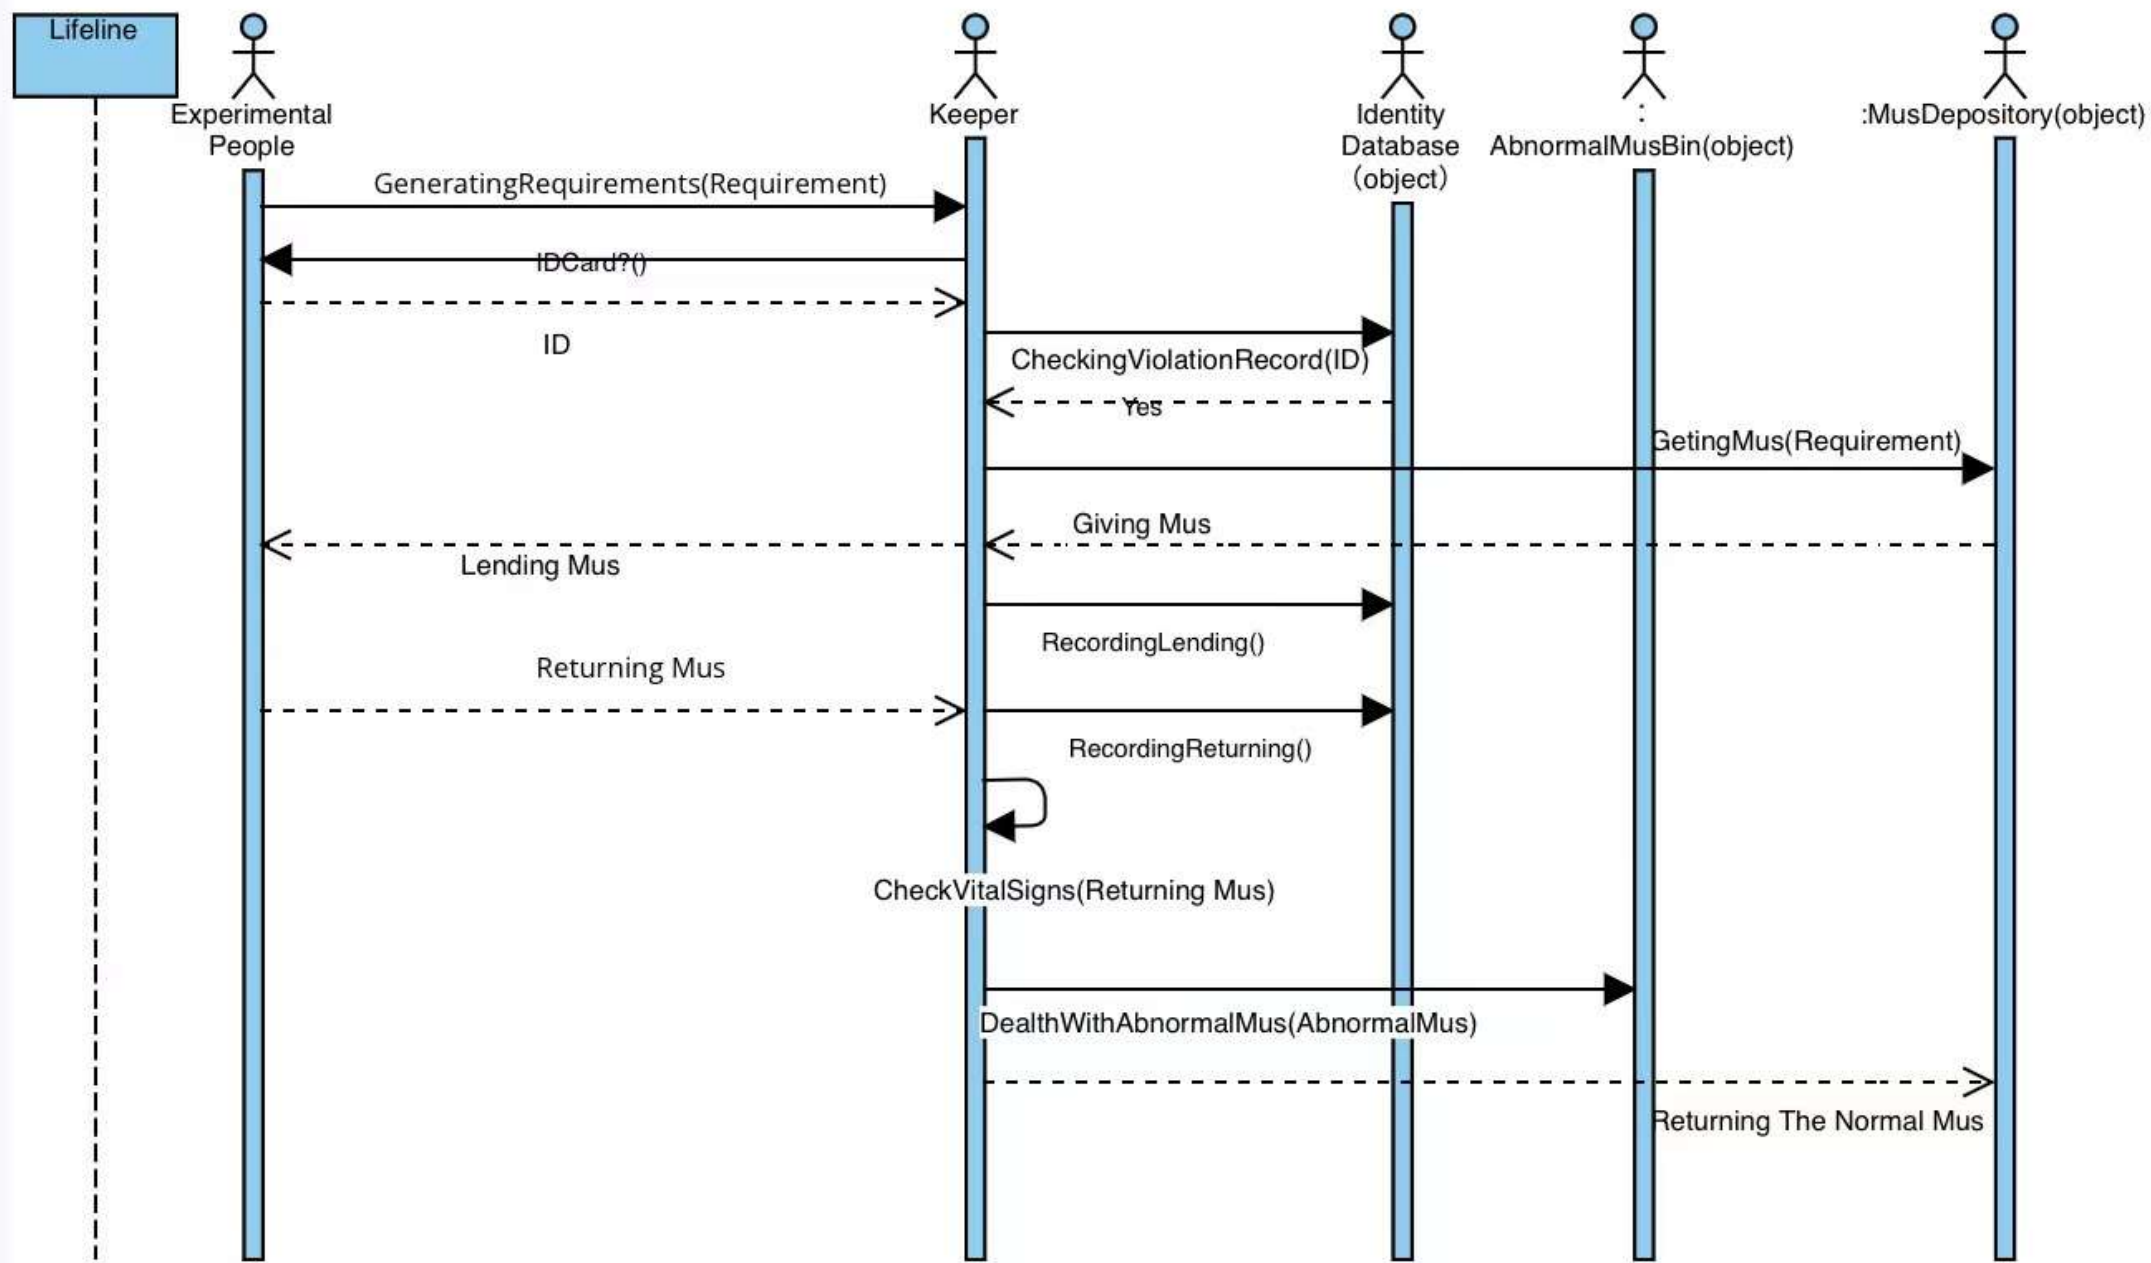 Lifeline
Experimental
People
Keeper
Identity
Database
(object)
:
AbnormalMusBin(object)
:MusDepository(object)
GeneratingRequirements(Requirement)
IDCard?()
ID
CheckingViolationRecord(ID)
Yes
GetingMus(Requirement)
Giving Mus
Lending Mus
RecordingLending()
Returning Mus
RecordingReturning()
CheckVitalSigns(Returning Mus)
DealthWithAbnormalMus(AbnormalMus)
Returning The Normal Mus